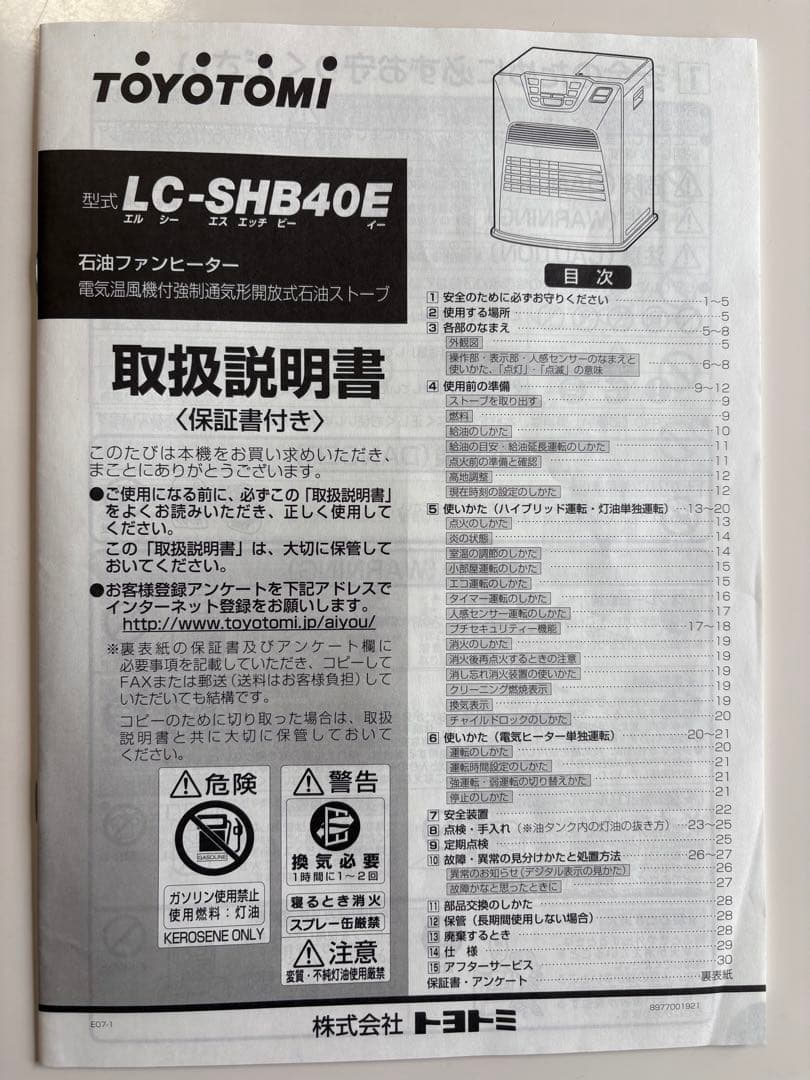 TOYOTOMI
型式 LC-SHB40E
エル シー エス エッチ ビー イー
石油ファンヒーター
電気温風機付強制通気形開放式石油ストーブ
取扱説明書
〈保証書付き〉
このたびは本機をお買い求めいただき、
まことにありがとうございます。
●ご使用になる前に、必ずこの「取扱説明書」
をよくお読みいただき、正しく使用して
ください。
この「取扱説明書」は、大切に保管して
おいてください。
●お客様登録アンケートを下記アドレスで
インターネット登録をお願いします。
http://www.toyotomi.jp/aiyou/
※裏表紙の保証書及びアンケート欄に
必要事項を記載していただき、コピーして
FAXまたは郵送(送料はお客様負担)して
いただいても結構です。
コピーのために切り取った場合は、取扱
説明書と共に大切に保管しておいて
ください。
危険
GASOLINE
ガソリン使用禁止
使用燃料:灯油
KEROSENE ONLY
警告
換気必要
1時間に1~2回
寝るとき消火
スプレー缶厳禁
注意
変質・不純灯油使用厳禁
目次
1 安全のために必ずお守りください 1~5
2 使用する場所 5
3 各部のなまえ 5~8
外観図 5
操作部・表示部・人感センサーのなまえと
使いかた、「点灯」・「点滅」の意味 6~8
4 使用前の準備 9~12
ストーブを取り出す 9
燃料 9
給油のしかた 10
給油の目安・給油延長運転のしかた 11
点火前の準備と確認 11
高地調整 12
現在時刻の設定のしかた 12
5 使いかた(ハイブリッド運転・灯油単独運転) 13~20
点火のしかた 13
炎の状態 14
室温の調節のしかた 14
小部屋運転のしかた 15
エコ運転のしかた 15
タイマー運転のしかた 16
人感センサー運転のしかた 17
プチセキュリティー機能 17~18
消火のしかた 19
消火後再点火するときの注意 19
消し忘れ消火装置の使いかた 19
クリーニング燃焼表示 19
換気表示 19
チャイルドロックのしかた 20
6 使いかた(電気ヒーター単独運転) 20~21
運転のしかた 20
運転時間設定のしかた 21
強運転・弱運転の切り替えかた 21
停止のしかた 21
7 安全装置 22
8 点検・手入れ(※油タンク内の灯油の抜き方) 23~25
9 定期点検 25
10 故障・異常の見分けかたと処置方法 26~27
異常のお知らせ(デジタル表示の見かた) 26
故障かなと思ったときに 27
11 部品交換のしかた 28
12 保管(長期間使用しない場合) 28
13 廃棄するとき 28
14 仕様 29
15 アフターサービス 30
保証書・アンケート 裏表紙
E07-1
株式会社 トヨトミ
8977001921